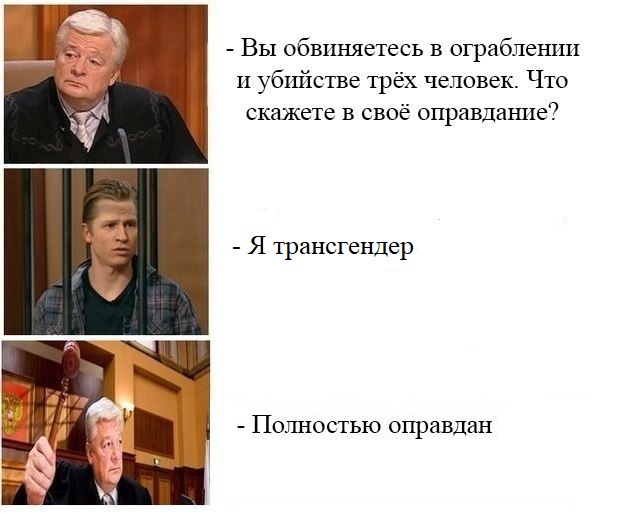 - Вы обвиняетесь в ограблении
и убийстве трёх человек. Что
скажете в своё оправдание?
- Я трансгендер
- Полностью оправдан